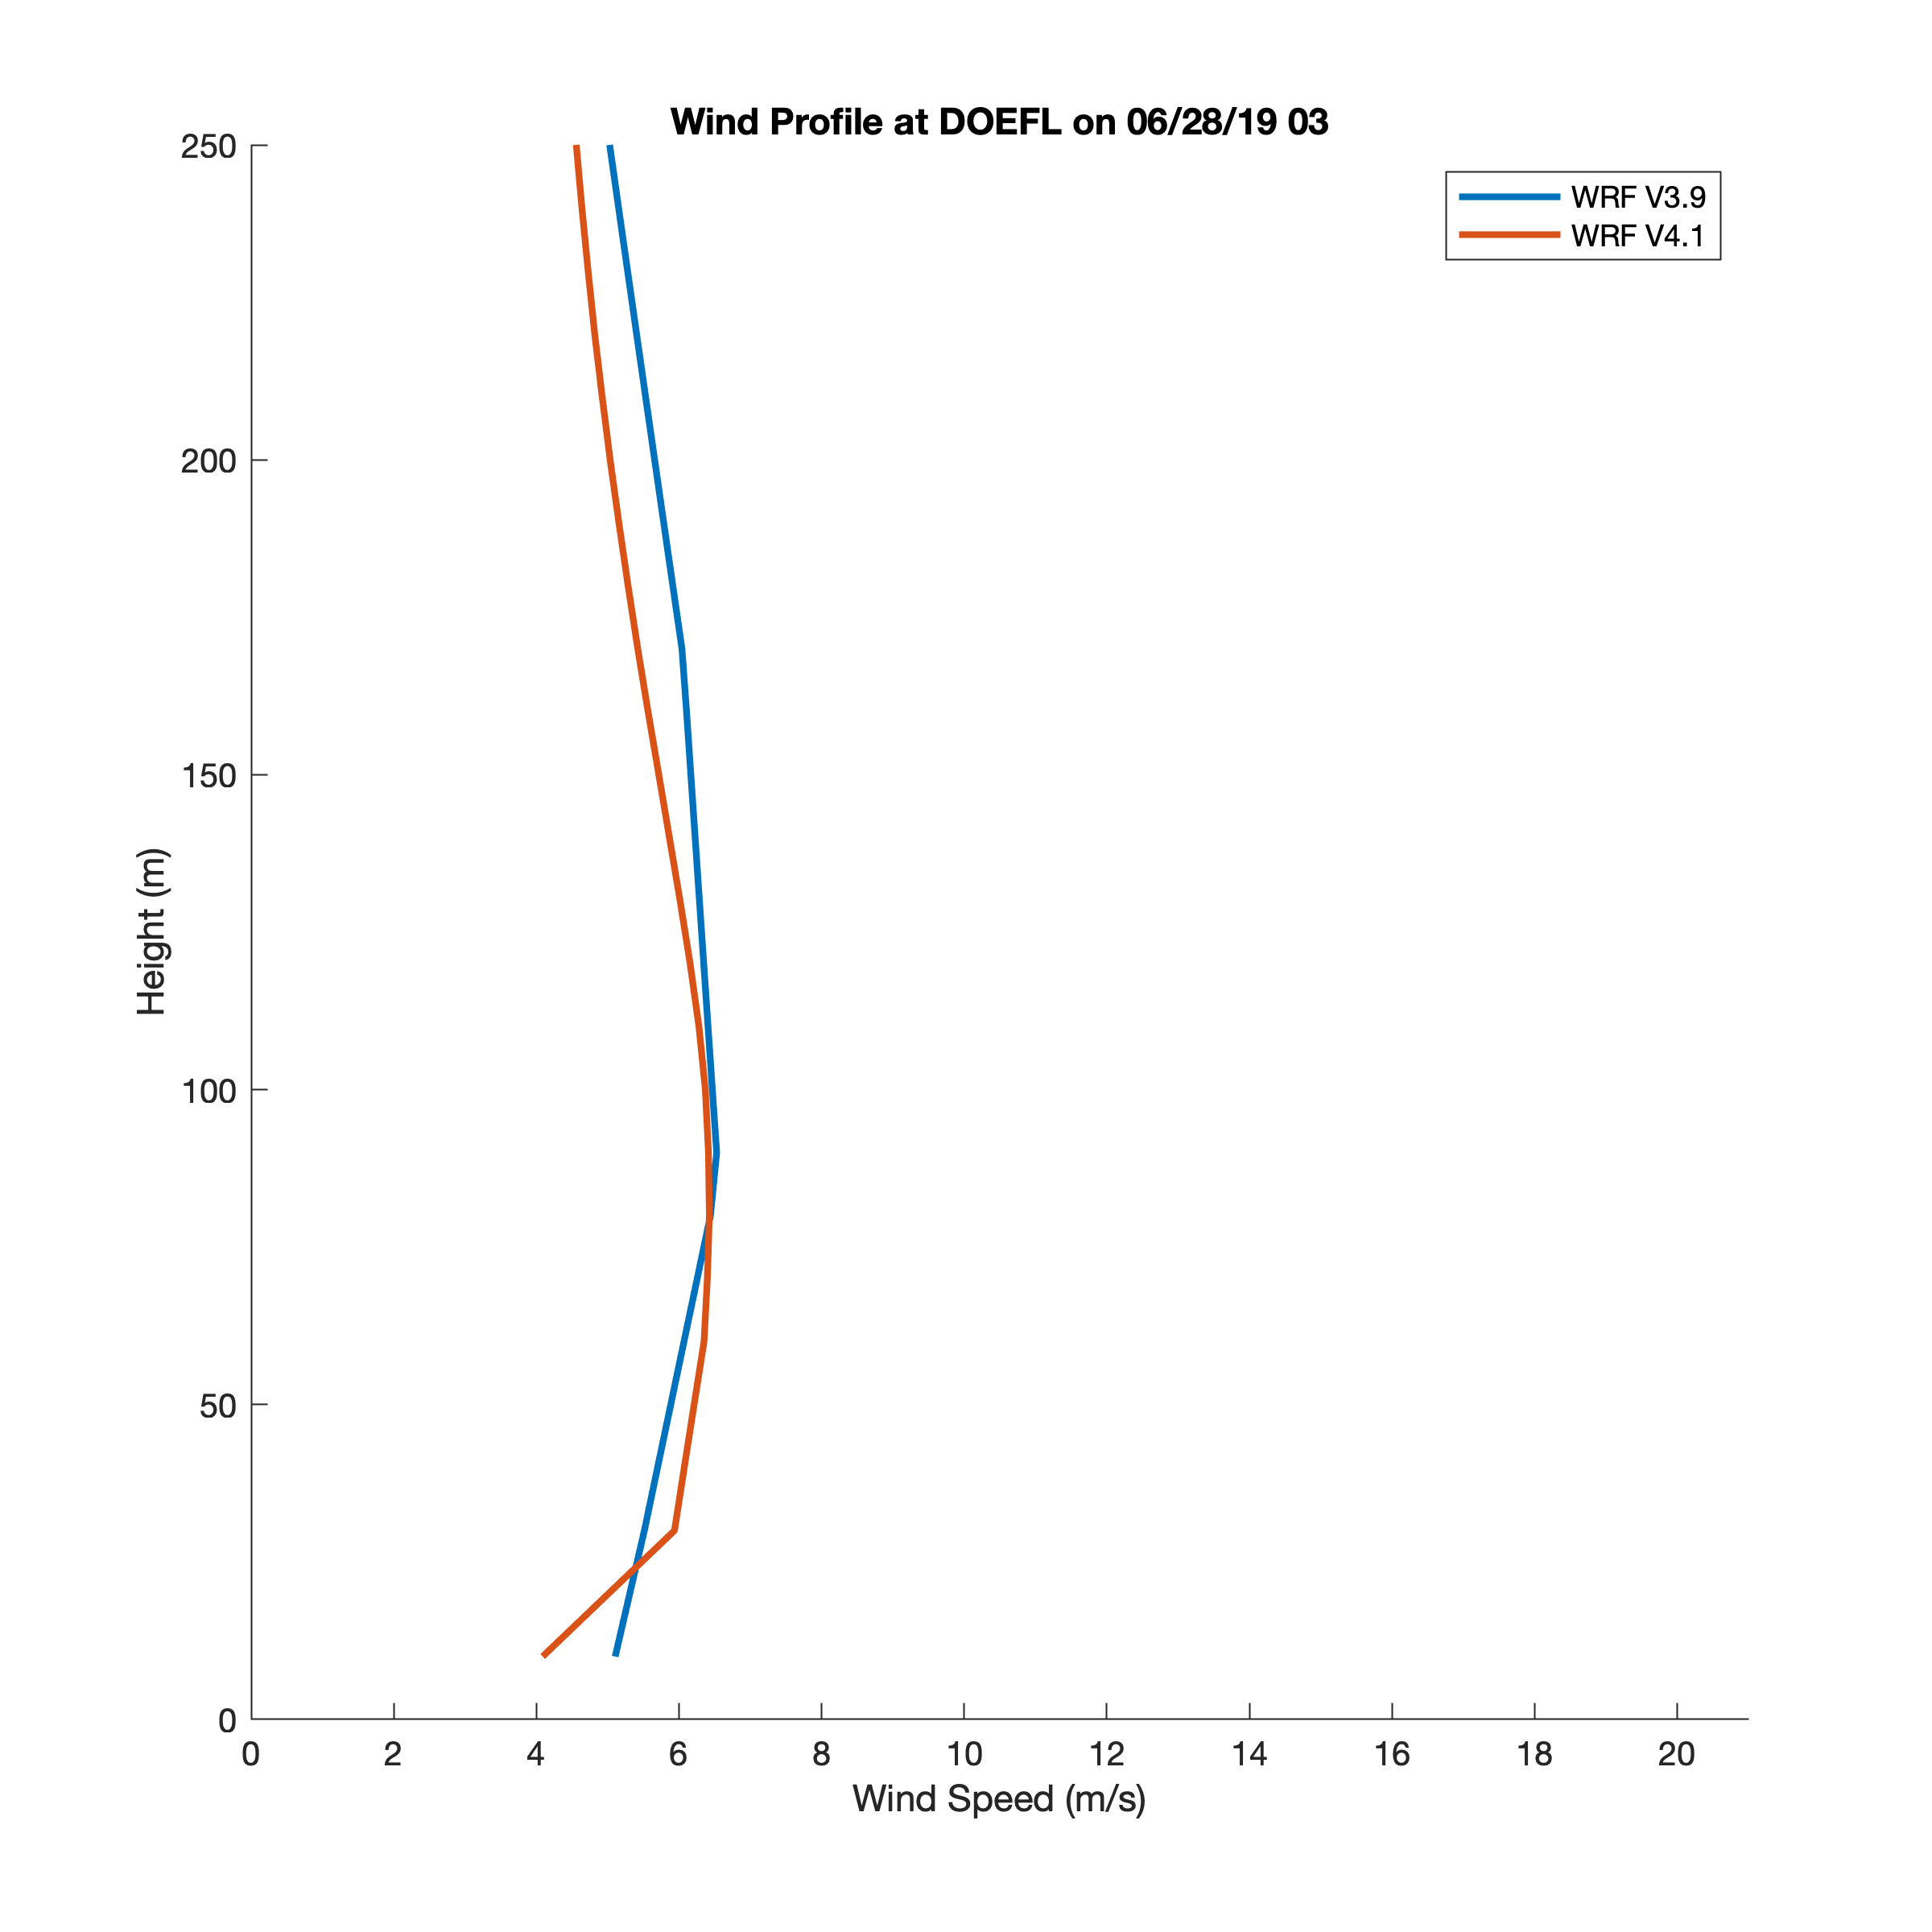 Wind Profile at DOEFL on 06/28/19 03
WRF V3.9
WRF V4.1
250
200
150
100
50
0
Height (m)
0 2 4 6 8 10 12 14 16 18 20
Wind Speed (m/s)